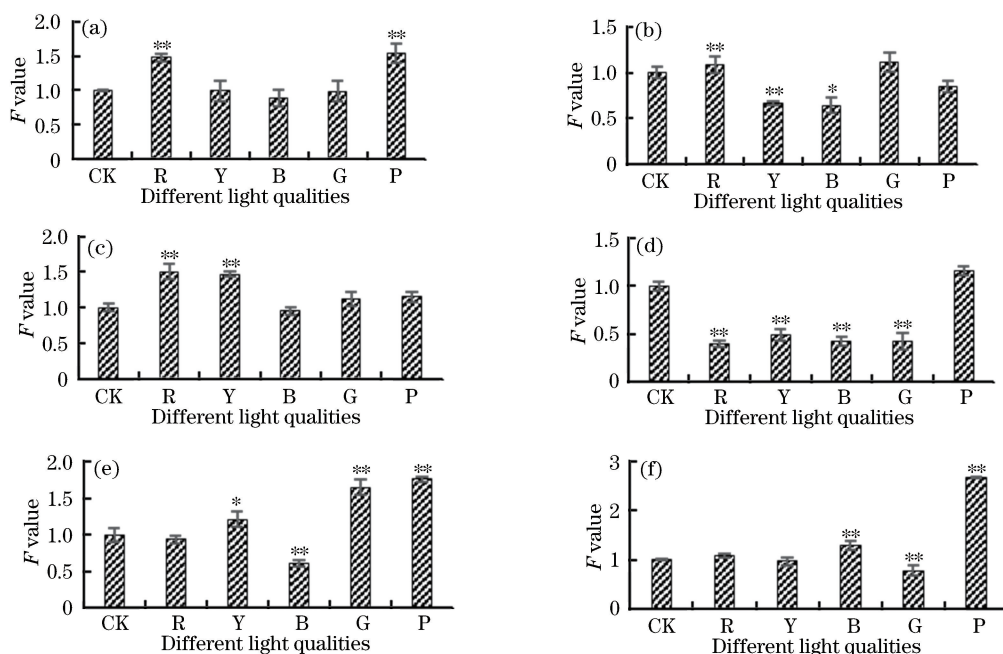 (a)
2.0
1.5
1.0
0.5
0
F value
** **
CK R Y B G P
Different light qualities
(b)
1.5
1.0
0.5
0
F value
** ** *
CK R Y B G P
Different light qualities
(c)
2.0
1.5
1.0
0.5
0
F value
** **
CK R Y B G P
Different light qualities
(d)
1.5
1.0
0.5
0
F value
** ** ** **
CK R Y B G P
Different light qualities
(e)
2.0
1.5
1.0
0.5
0
F value
* ** ** **
CK R Y B G P
Different light qualities
(f)
3
2
1
0
F value
** ** **
CK R Y B G P
Different light qualities